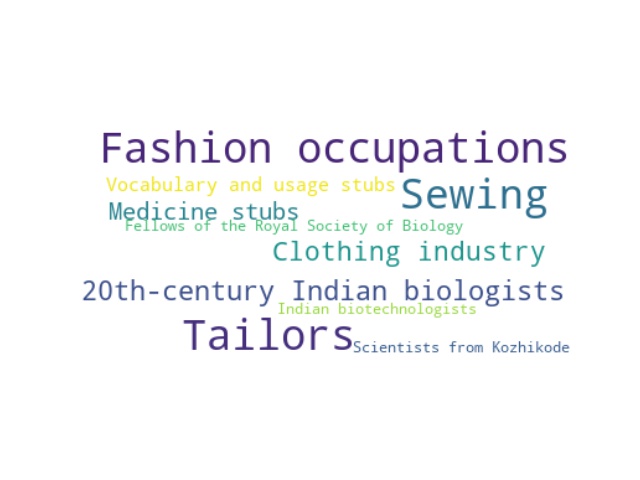 Fashion occupations
Vocabulary and usage stubs
Sewing
Medicine stubs
Fellows of the Royal Society of Biology
Clothing industry
20th-century Indian biologists
Indian biotechnologists
Tailors
Scientists from Kozhikode